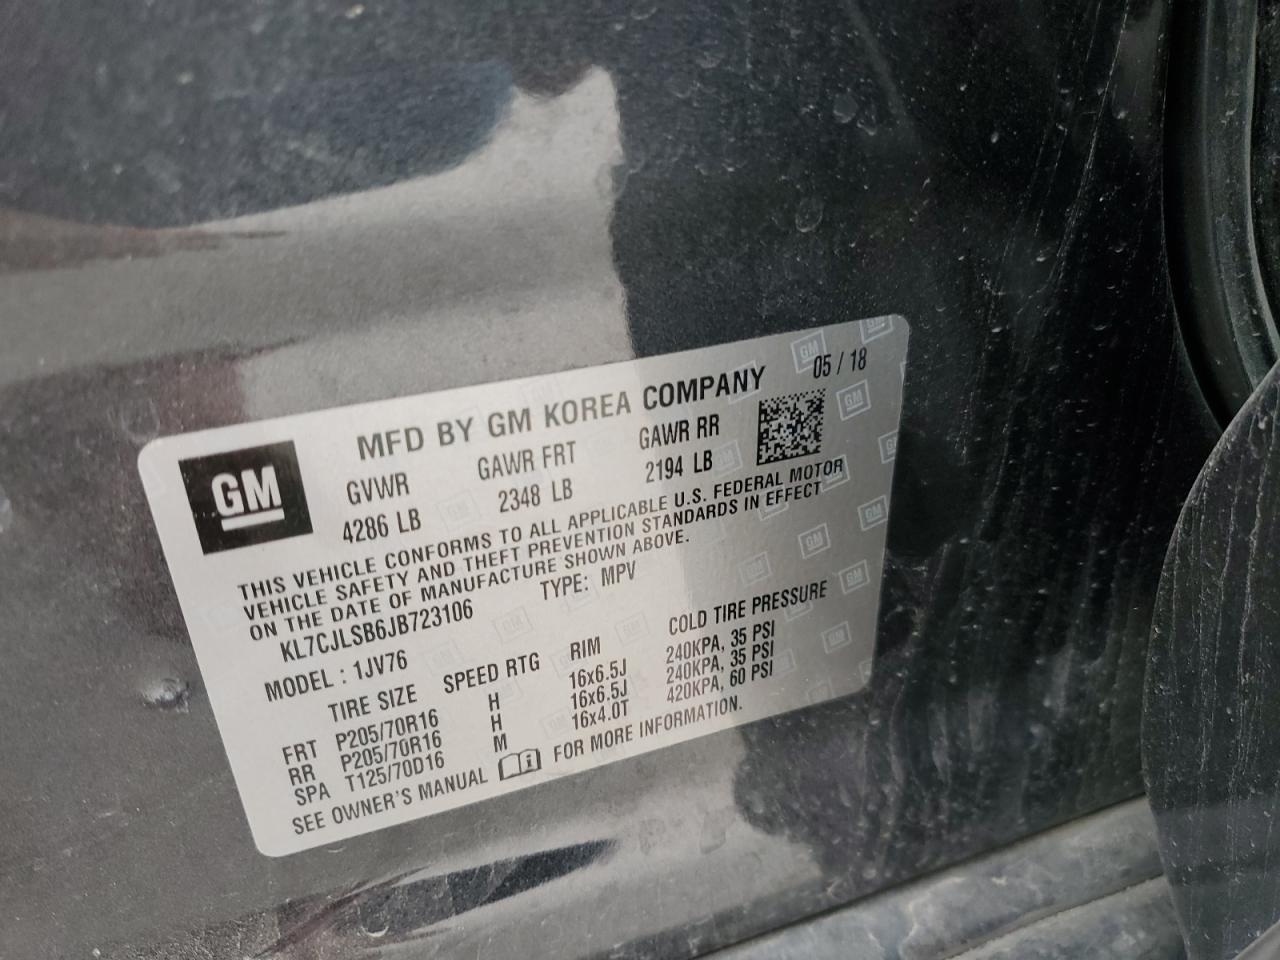 MFD BY GM KOREA COMPANY 05 / 18
GM
GVWR GAWR FRT GAWR RR
4286 LB 2348 LB 2194 LB
THIS VEHICLE CONFORMS TO ALL APPLICABLE U.S. FEDERAL MOTOR
VEHICLE SAFETY AND THEFT PREVENTION STANDARDS IN EFFECT
ON THE DATE OF MANUFACTURE SHOWN ABOVE.
KL7CJLSB6JB723106 TYPE: MPV
MODEL : 1JV76
TIRE SIZE SPEED RTG RIM COLD TIRE PRESSURE
FRT P205/70R16 H 16x6.5J 240KPA, 35 PSI
RR P205/70R16 H 16x6.5J 240KPA, 35 PSI
SPA T125/70D16 M 16x4.0T 420KPA, 60 PSI
SEE OWNER'S MANUAL FOR MORE INFORMATION.